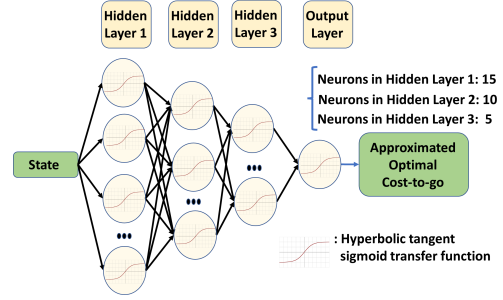 Hidden
Layer 1
Hidden
Layer 2
Hidden
Layer 3
Output
Layer
Neurons in Hidden Layer 1: 15
Neurons in Hidden Layer 2: 10
Neurons in Hidden Layer 3: 5
State
Approximated
Optimal
Cost-to-go
: Hyperbolic tangent
sigmoid transfer function